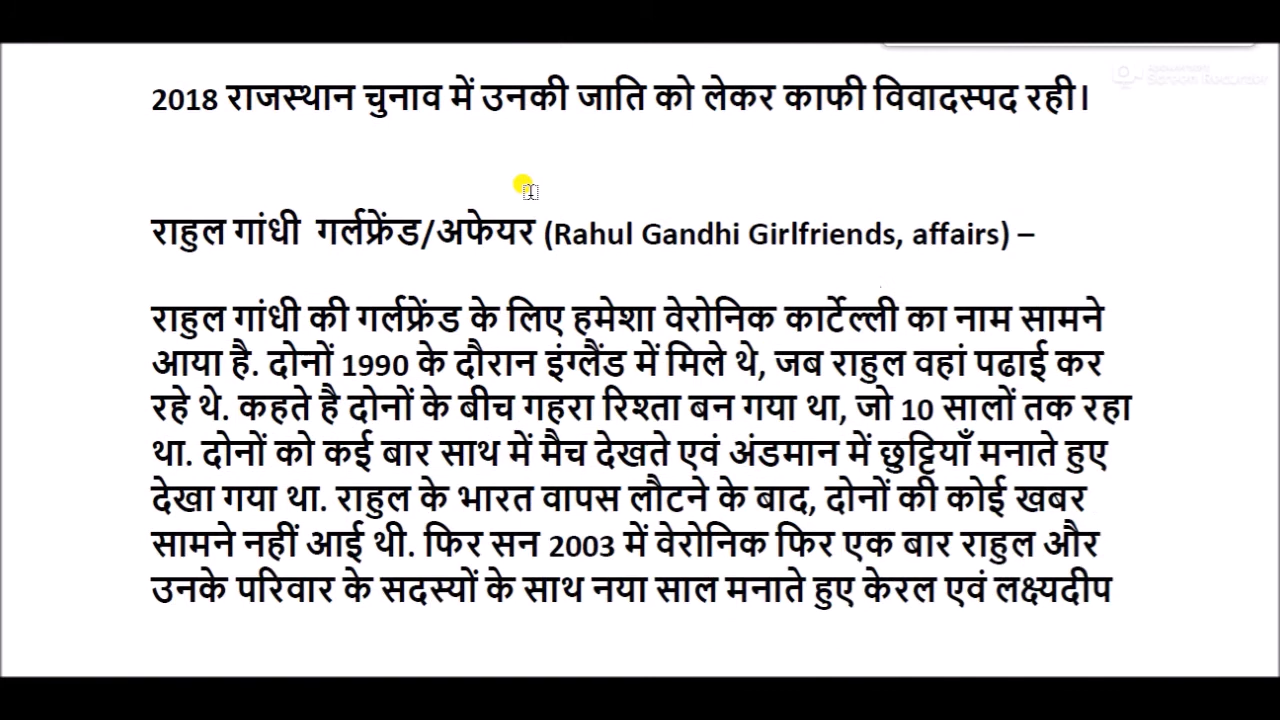 2018 राजस्थान चुनाव में उनकी जाति को लेकर काफी विवादस्पद रही।
राहुल गांधी गर्लफ्रेंड/अफेयर (Rahul Gandhi Girlfriends, affairs) –
राहुल गांधी की गर्लफ्रेंड के लिए हमेशा वेरोनिक कार्टेल्ली का नाम सामने
आया है. दोनों 1990 के दौरान इंग्लैंड में मिले थे, जब राहुल वहां पढाई कर
रहे थे. कहते है दोनों के बीच गहरा रिश्ता बन गया था, जो 10 सालों तक रहा
था. दोनों को कई बार साथ में मैच देखते एवं अंडमान में छुट्टियाँ मनाते हुए
देखा गया था. राहुल के भारत वापस लौटने के बाद, दोनों की कोई खबर
सामने नहीं आई थी. फिर सन 2003 में वेरोनिक फिर एक बार राहुल और
उनके परिवार के सदस्यों के साथ नया साल मनाते हुए केरल एवं लक्ष्यदीप